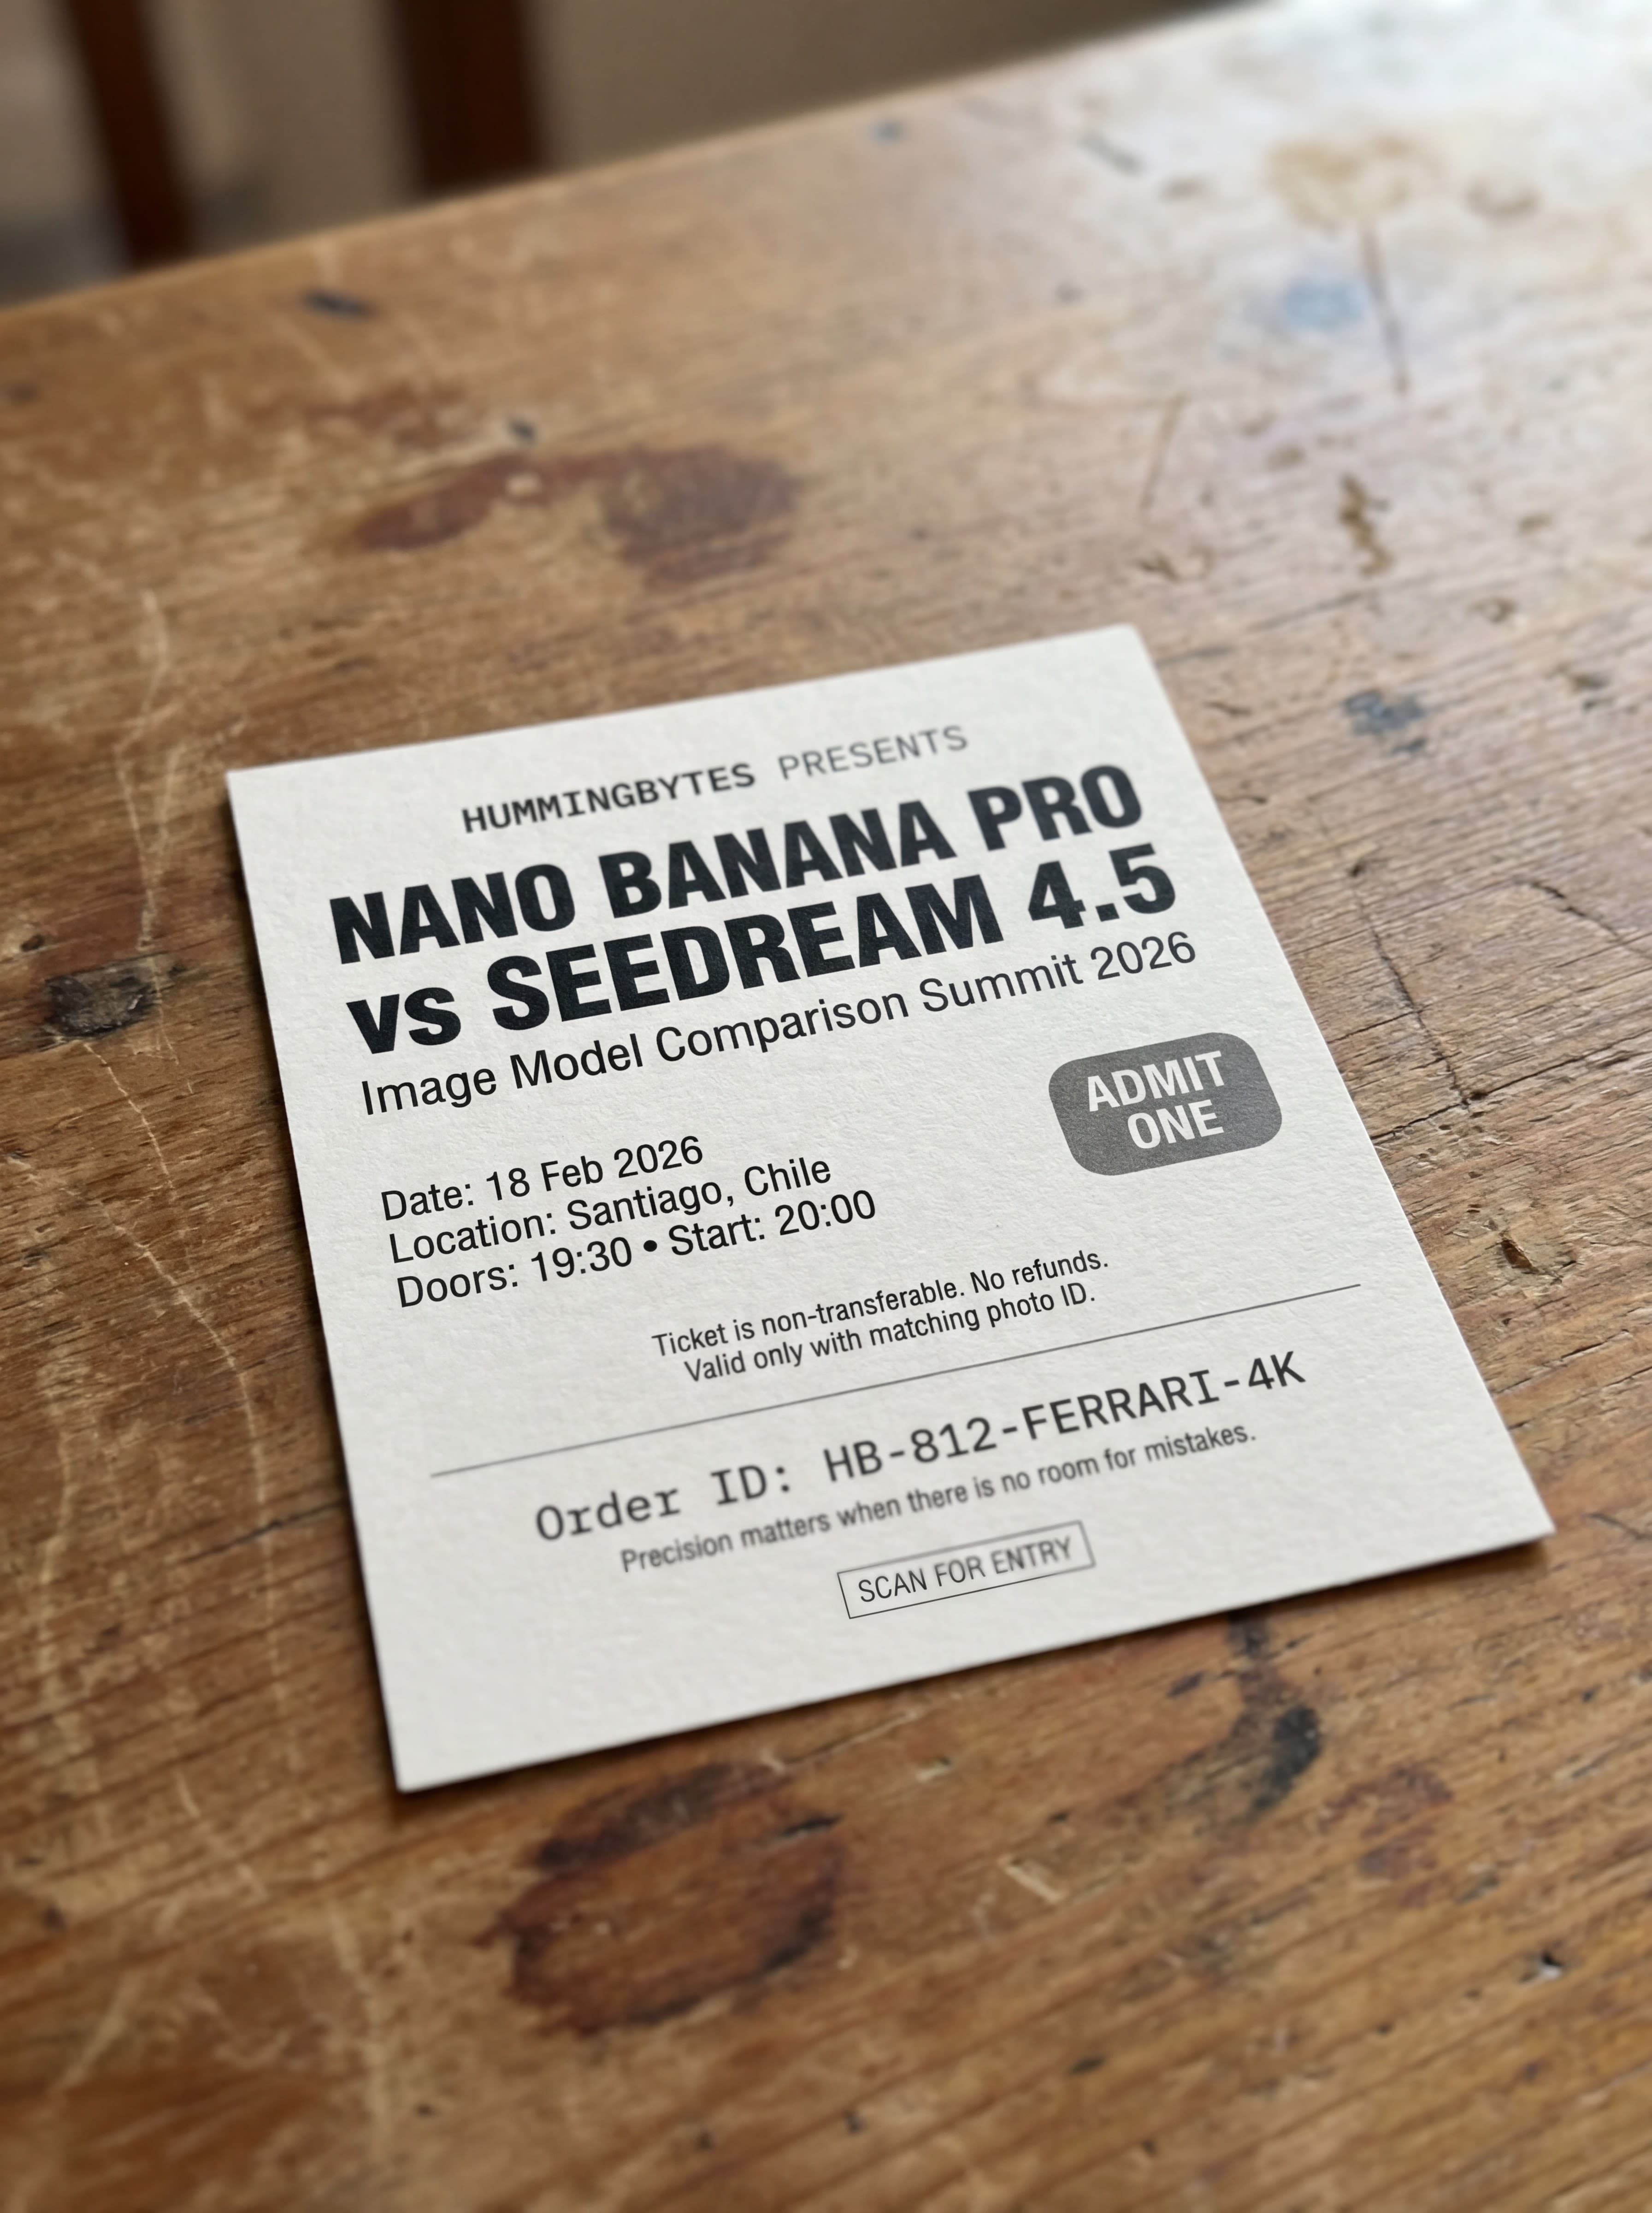 HUMMINGBYTES PRESENTS
NANO BANANA PRO
vs SEEDREAM 4.5
Image Model Comparison Summit 2026
ADMIT
ONE
Date: 18 Feb 2026
Location: Santiago, Chile
Doors: 19:30 • Start: 20:00
Ticket is non-transferable. No refunds.
Valid only with matching photo ID.
Order ID: HB-812-FERRARI-4K
Precision matters when there is no room for mistakes.
SCAN FOR ENTRY